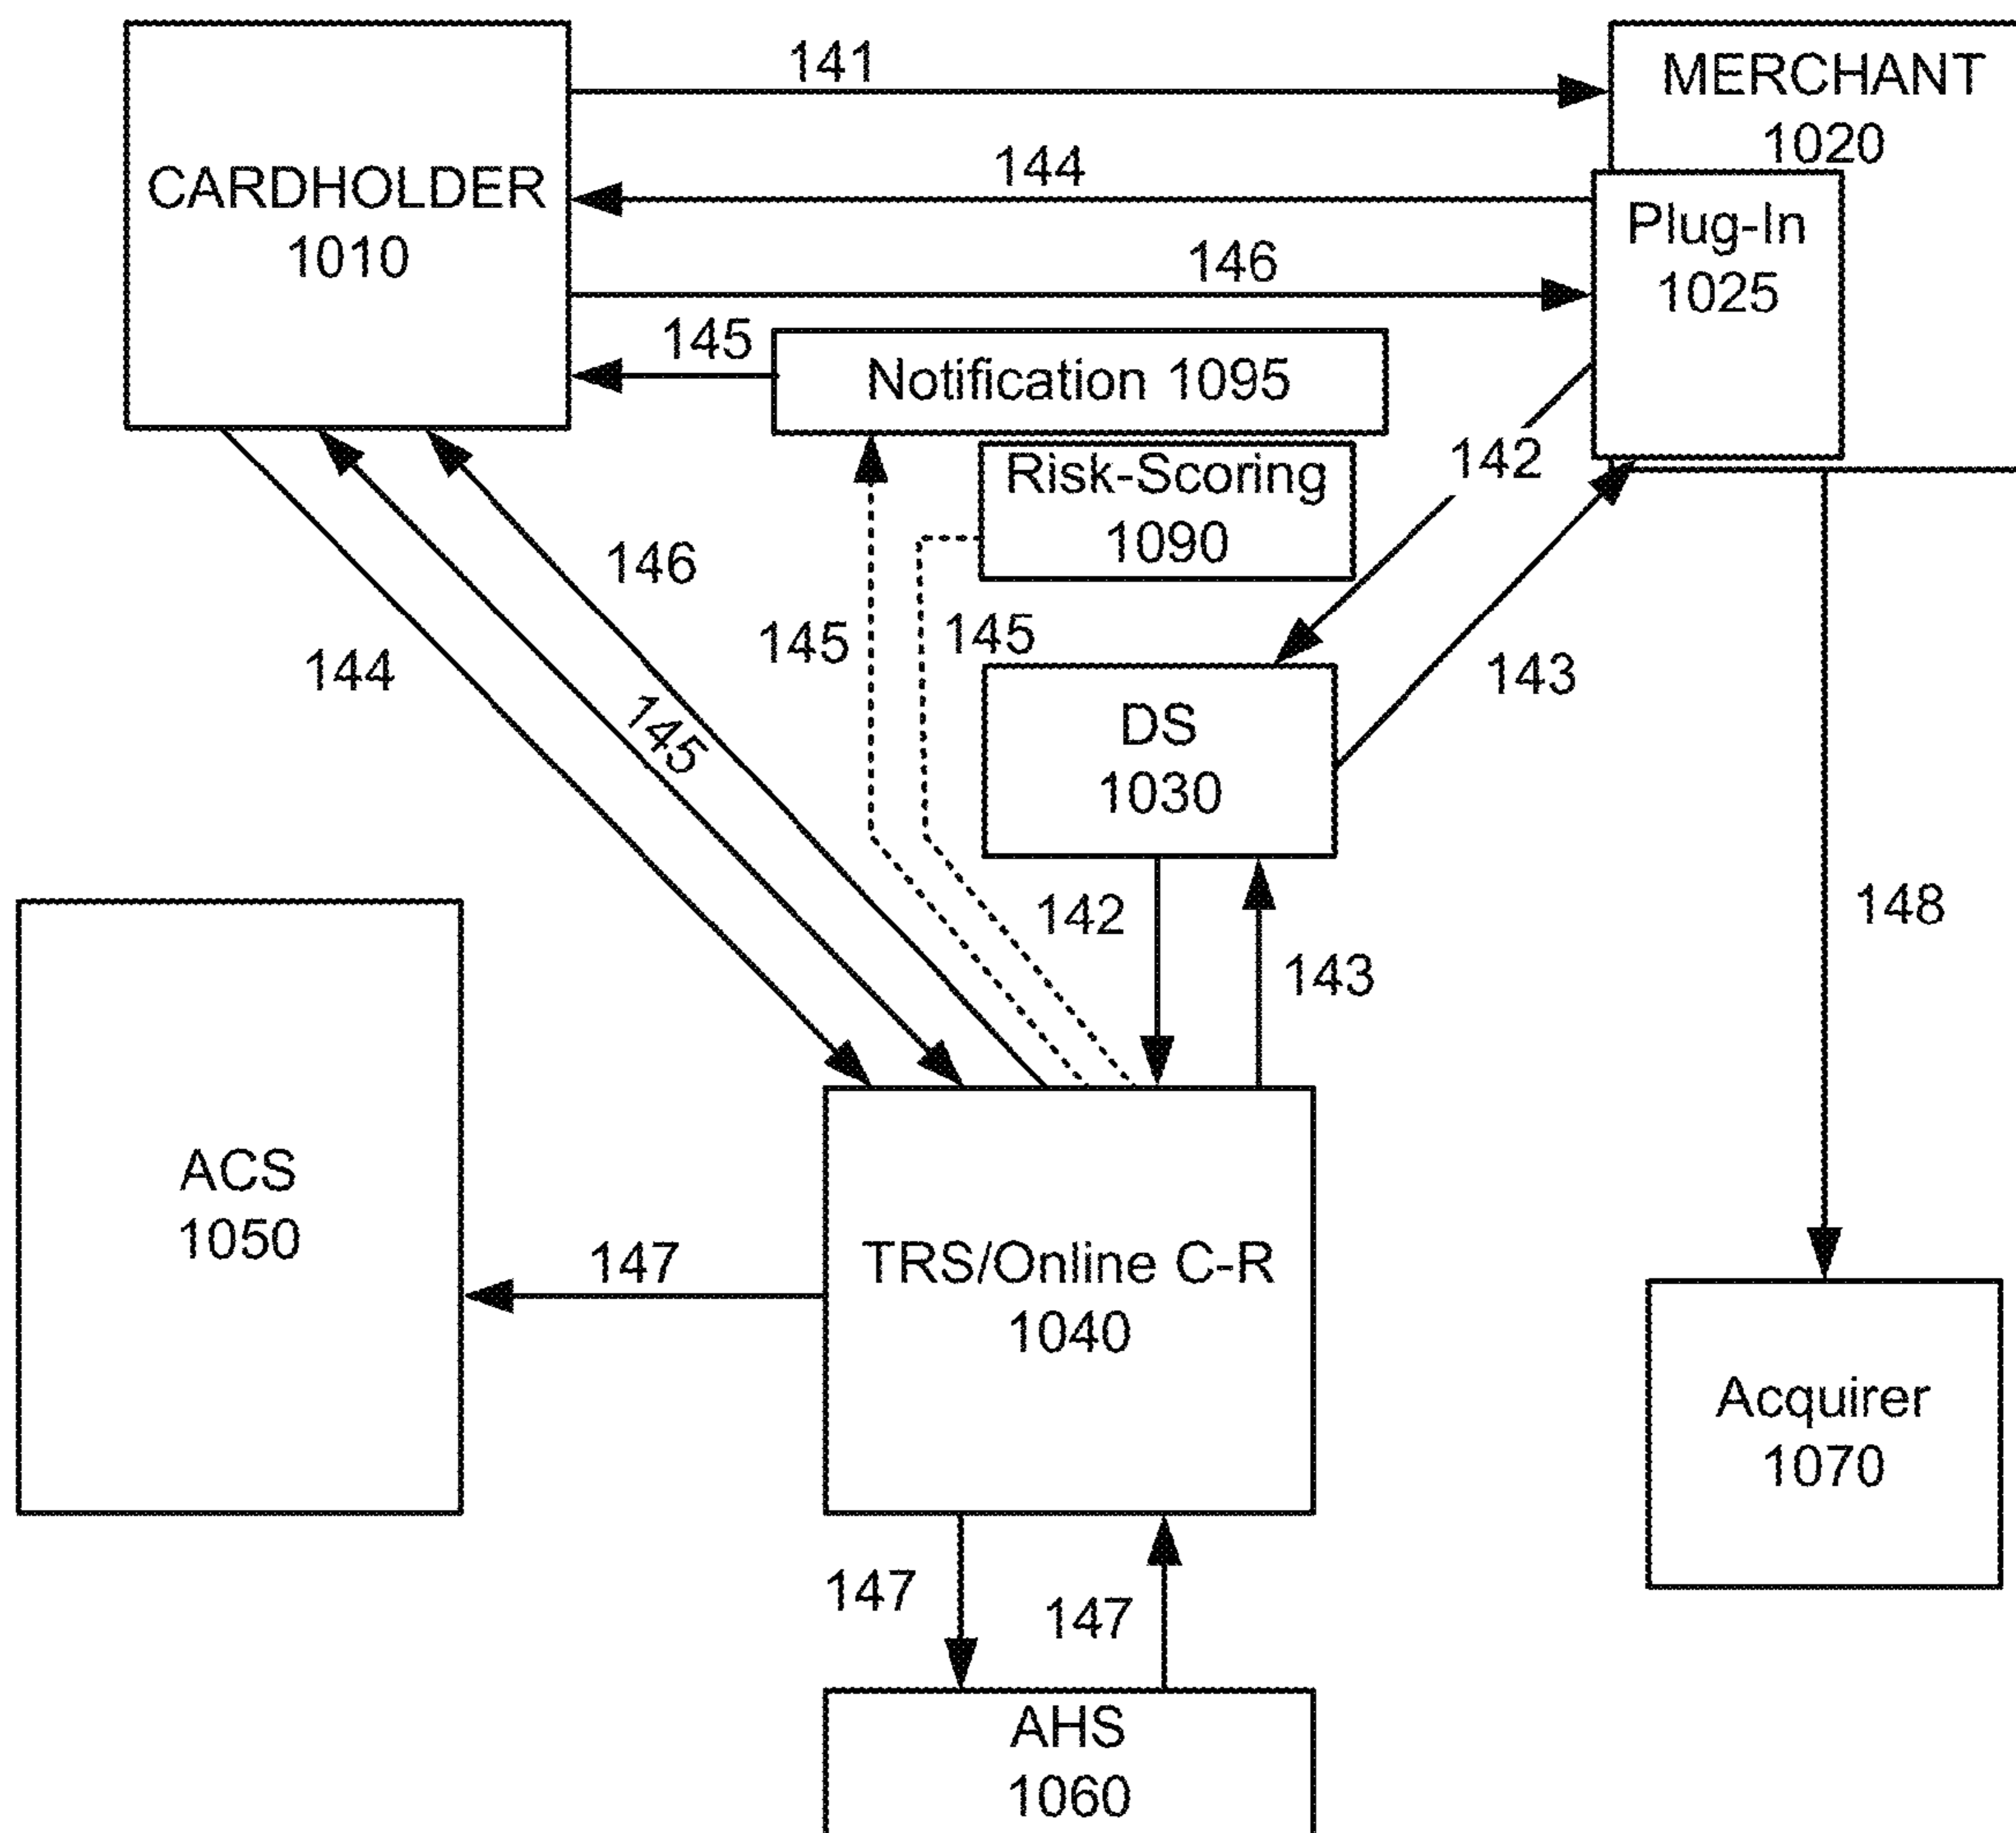 141
MERCHANT
1020
144
CARDHOLDER
1010
Plug-In
1025
146
145
Notification 1095
142
Risk-Scoring
1090
146
145
145
144
143
145
DS
1030
142
148
143
ACS
1050
147
TRS/Online C-R
1040
Acquirer
1070
147
147
AHS
1060